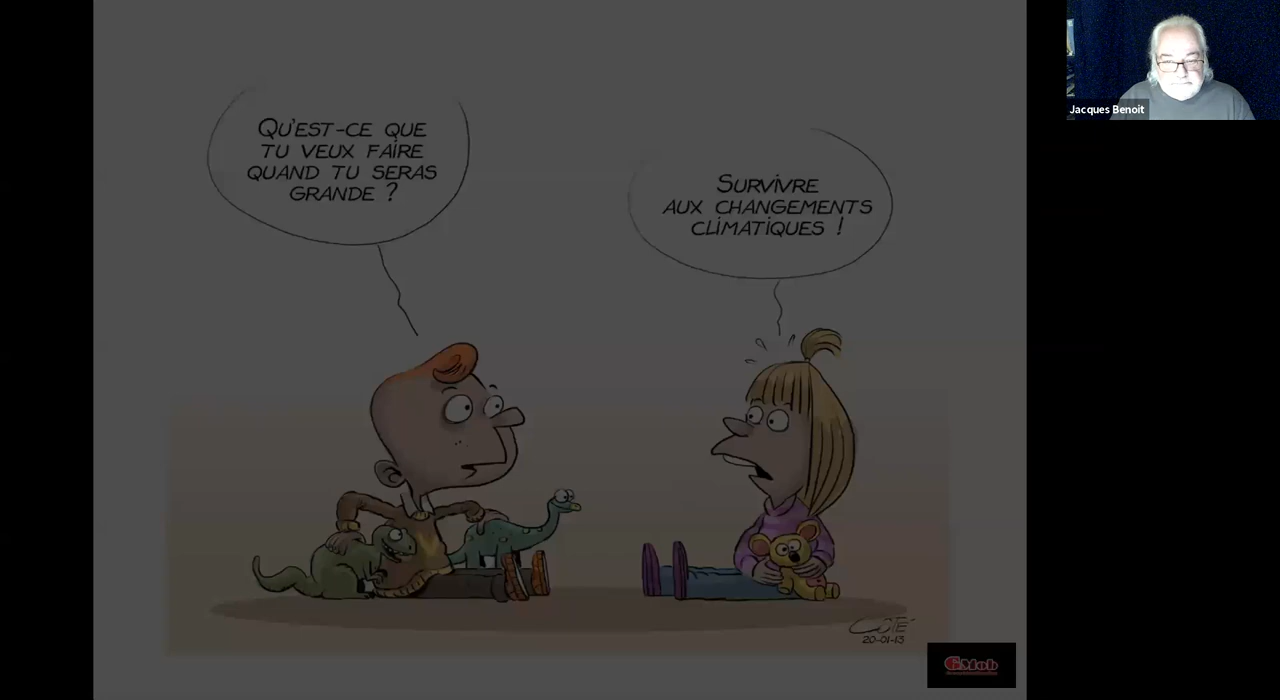 QU'EST-CE QUE
TU VEUX FAIRE
QUAND TU SERAS
GRANDE ?
SURVIVRE
AUX CHANGEMENTS
CLIMATIQUES !
CÔTÉ
20-01-13
GMob
Jacques Benoit